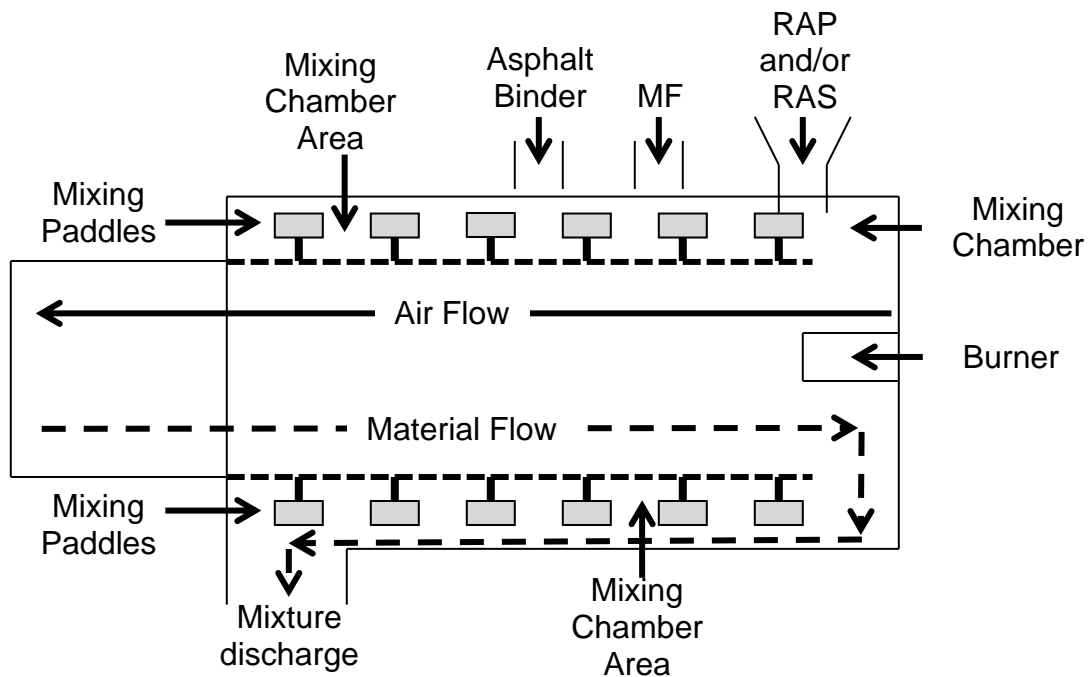 RAP
and/or
RAS
Asphalt
Binder
MF
Mixing
Chamber
Area
Mixing
Paddles
Mixing
Chamber
Air Flow
Burner
Material Flow
Mixing
Paddles
Mixture
discharge
Mixing
Chamber
Area